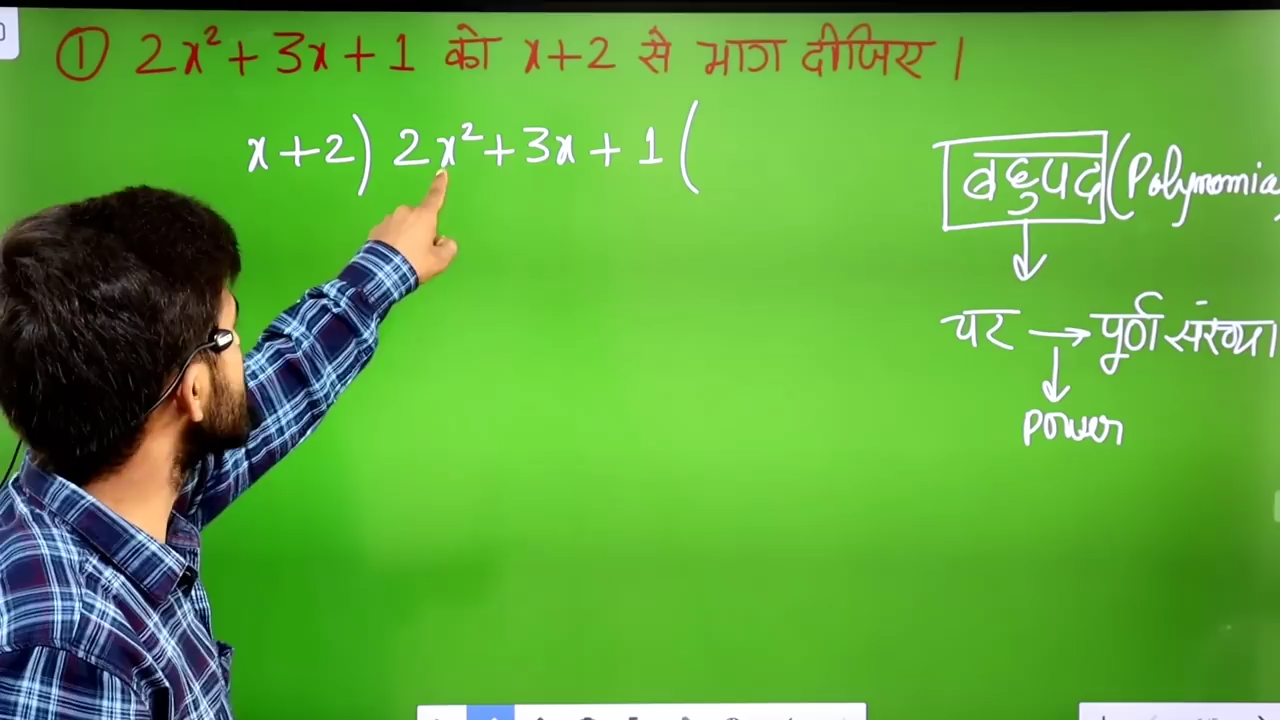 ① 2x² + 3x + 1 को x + 2 से भाग दीजिए ।
x + 2 ) 2x² + 3x + 1 (
बहुपद (Polynomia
चर → पूर्ण संख्या
Power